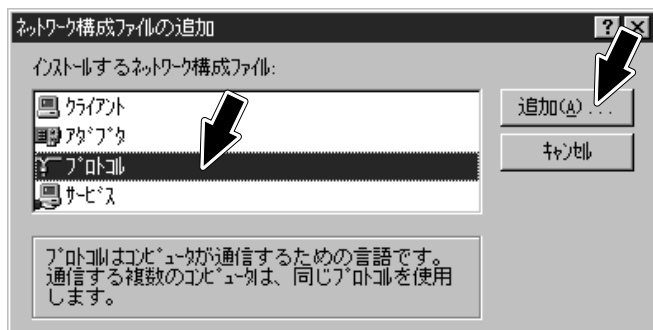 ﾈｯﾄﾜｰｸ構成ﾌｧｲﾙの追加
ｲﾝｽﾄｰﾙするﾈｯﾄﾜｰｸ構成ﾌｧｲﾙ:
ｸﾗｲｱﾝﾄ
ｱﾀﾞﾌﾟﾀ
ﾌﾟﾛﾄｺﾙ
ｻｰﾋﾞｽ
追加(A)...
ｷｬﾝｾﾙ
ﾌﾟﾛﾄｺﾙはｺﾝﾋﾟｭｰﾀが通信するための言語です。
通信する複数のｺﾝﾋﾟｭｰﾀは、同じﾌﾟﾛﾄｺﾙを使用
します。